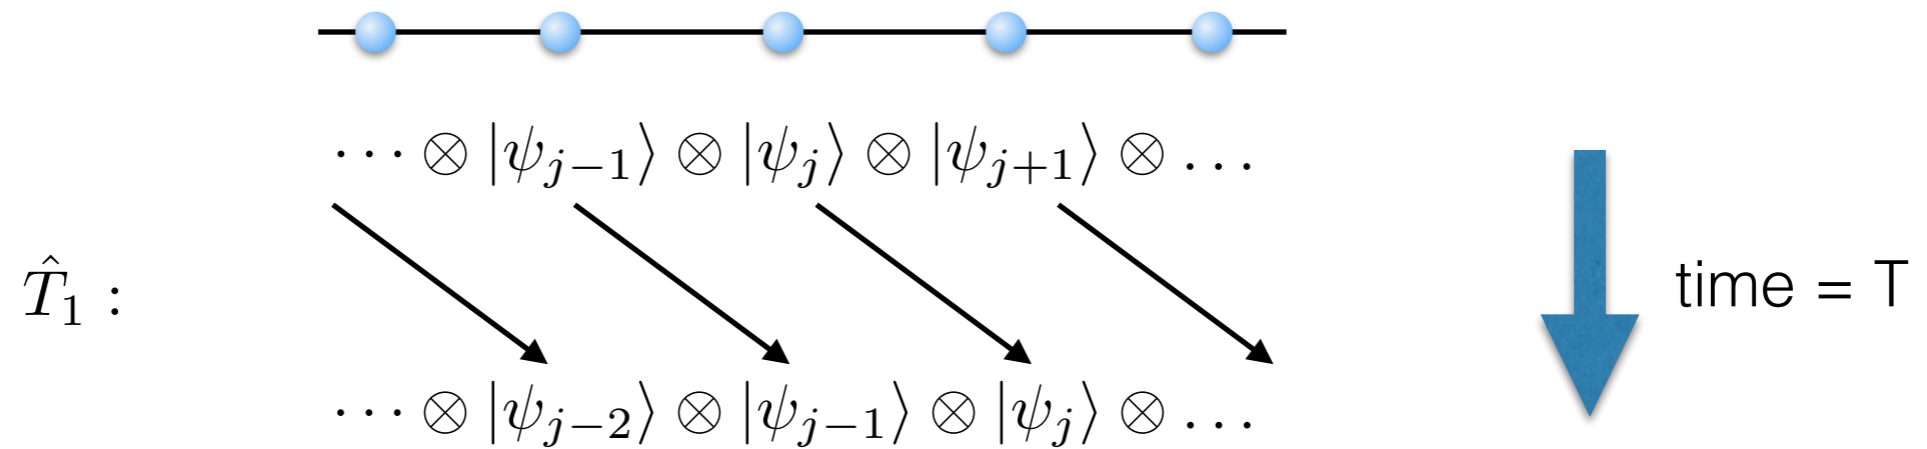 ⋯ ⊗ |ψ_{j−1}⟩ ⊗ |ψ_j⟩ ⊗ |ψ_{j+1}⟩ ⊗ …
T̂_1 :
time = T
⋯ ⊗ |ψ_{j−2}⟩ ⊗ |ψ_{j−1}⟩ ⊗ |ψ_j⟩ ⊗ …